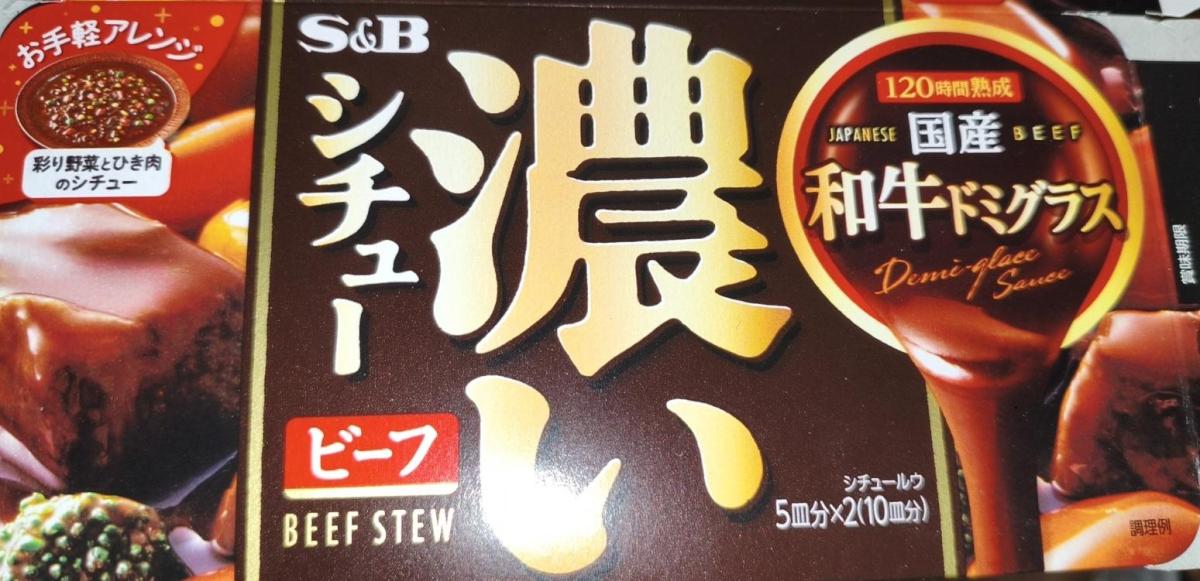 お手軽アレンジ
彩り野菜とひき肉
のシチュー
S&B
濃い
シチュー
ビーフ
BEEF STEW
120時間熟成
JAPANESE 国産 BEEF
和牛ドミグラス
Demi-glace
Sauce
シチュールウ
5皿分×2(10皿分)
賞味期限
調理例